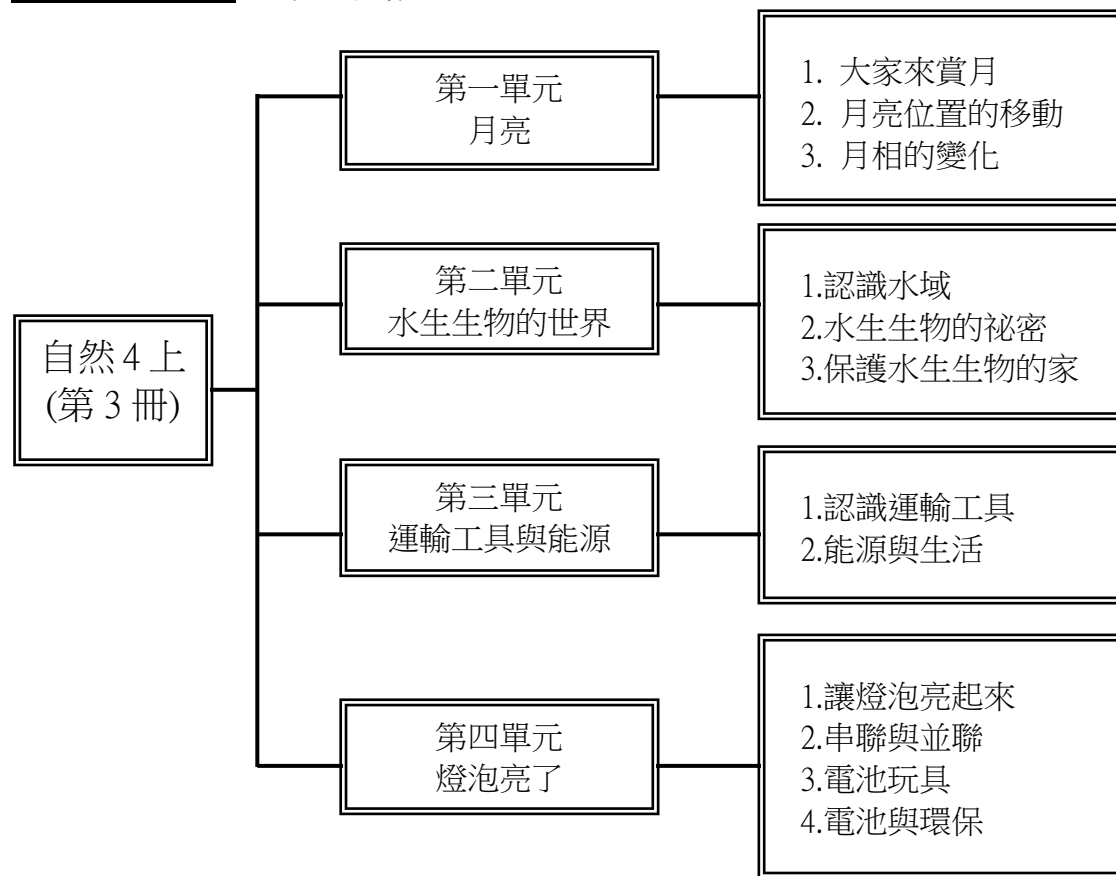 自然 4 上
(第 3 冊)
第一單元
月亮
1. 大家來賞月
2. 月亮位置的移動
3. 月相的變化
第二單元
水生生物的世界
1.認識水域
2.水生生物的祕密
3.保護水生生物的家
第三單元
運輸工具與能源
1.認識運輸工具
2.能源與生活
第四單元
燈泡亮了
1.讓燈泡亮起來
2.串聯與並聯
3.電池玩具
4.電池與環保